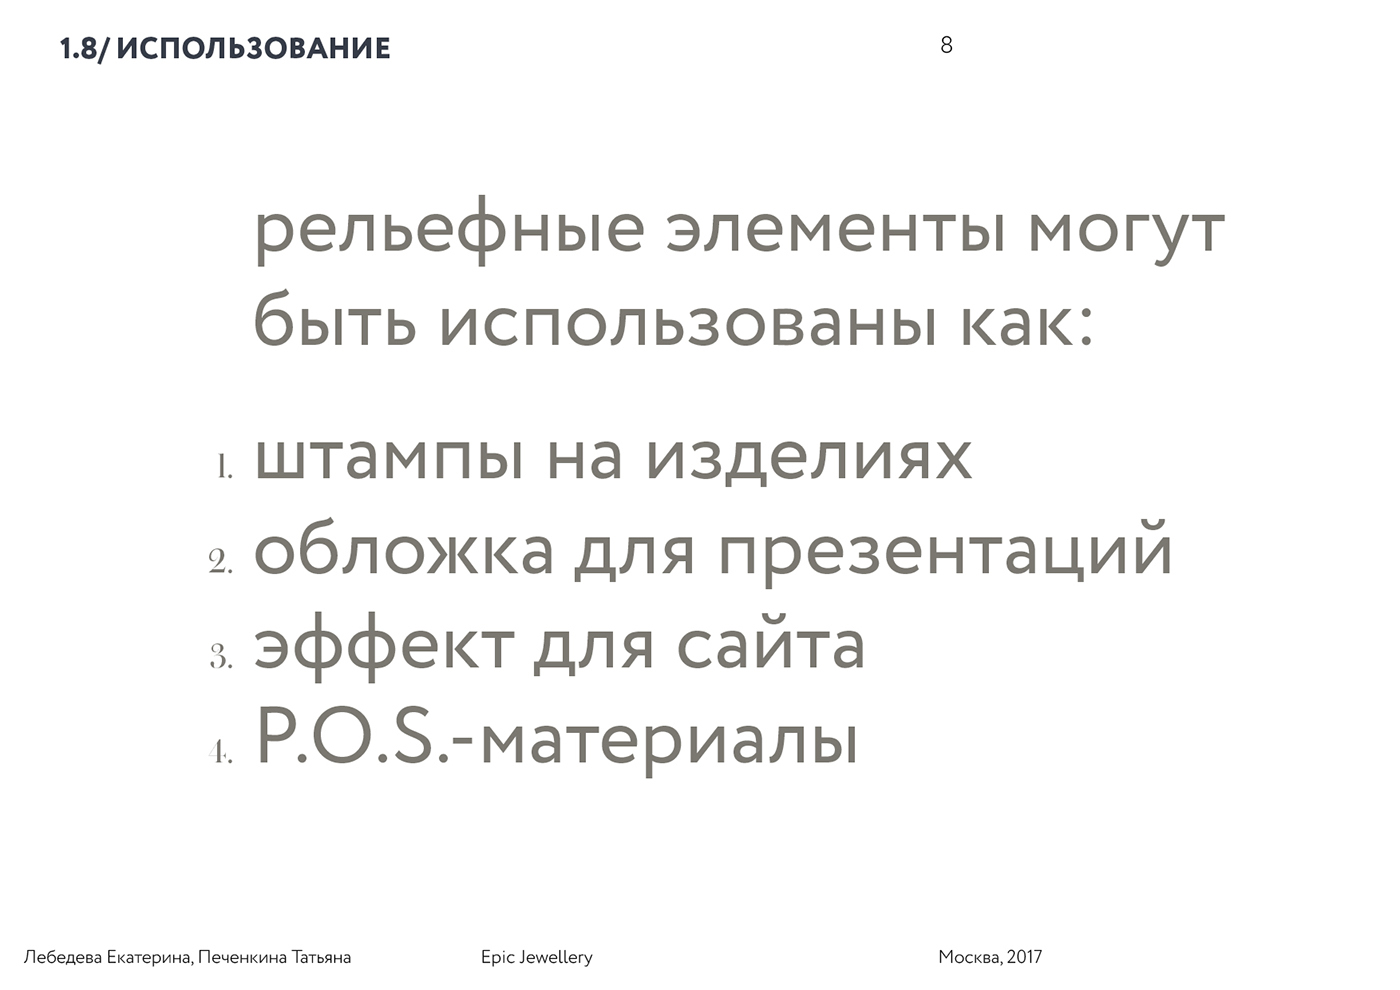 1.8/ ИСПОЛЬЗОВАНИЕ
8
рельефные элементы могут
быть использованы как:
1. штампы на изделиях
2. обложка для презентаций
3. эффект для сайта
4. P.O.S.-материалы
Лебедева Екатерина, Печенкина Татьяна
Epic Jewellery
Москва, 2017